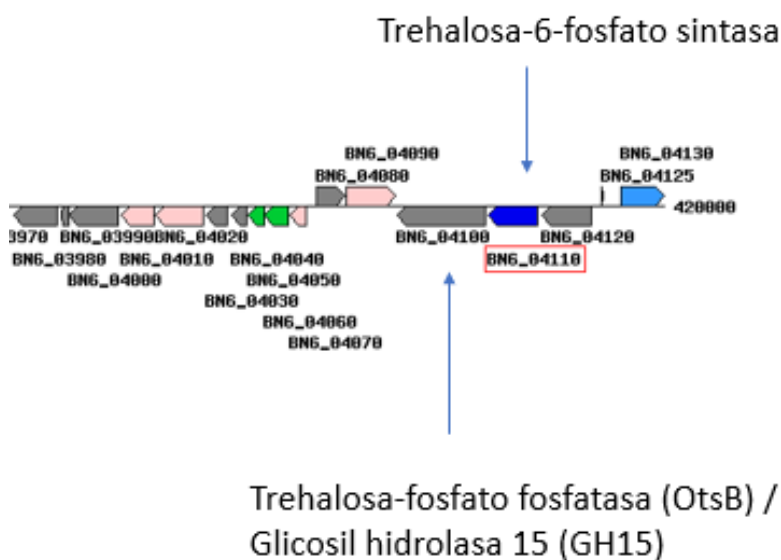 Trehalosa-6-fosfato sintasa
BN6_04090
BN6_04130
BN6_04080
BN6_04125
420000
3970 BN6_03990 BN6_04020 BN6_04100 BN6_04120
BN6_03980 BN6_04010 BN6_04040 BN6_04110
BN6_04000 BN6_04050
BN6_04030
BN6_04060
BN6_04070
Trehalosa-fosfato fosfatasa (OtsB) /
Glicosil hidrolasa 15 (GH15)